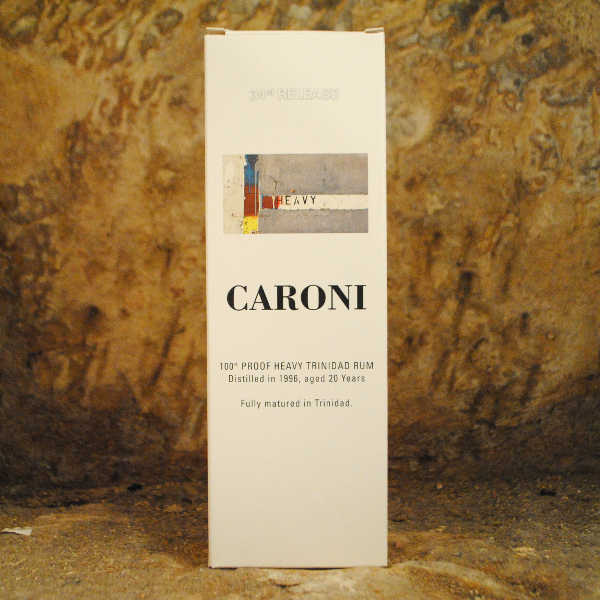 34th RELEASE
HEAVY
CARONI
100° PROOF HEAVY TRINIDAD RUM
Distilled in 1996, aged 20 Years
Fully matured in Trinidad.